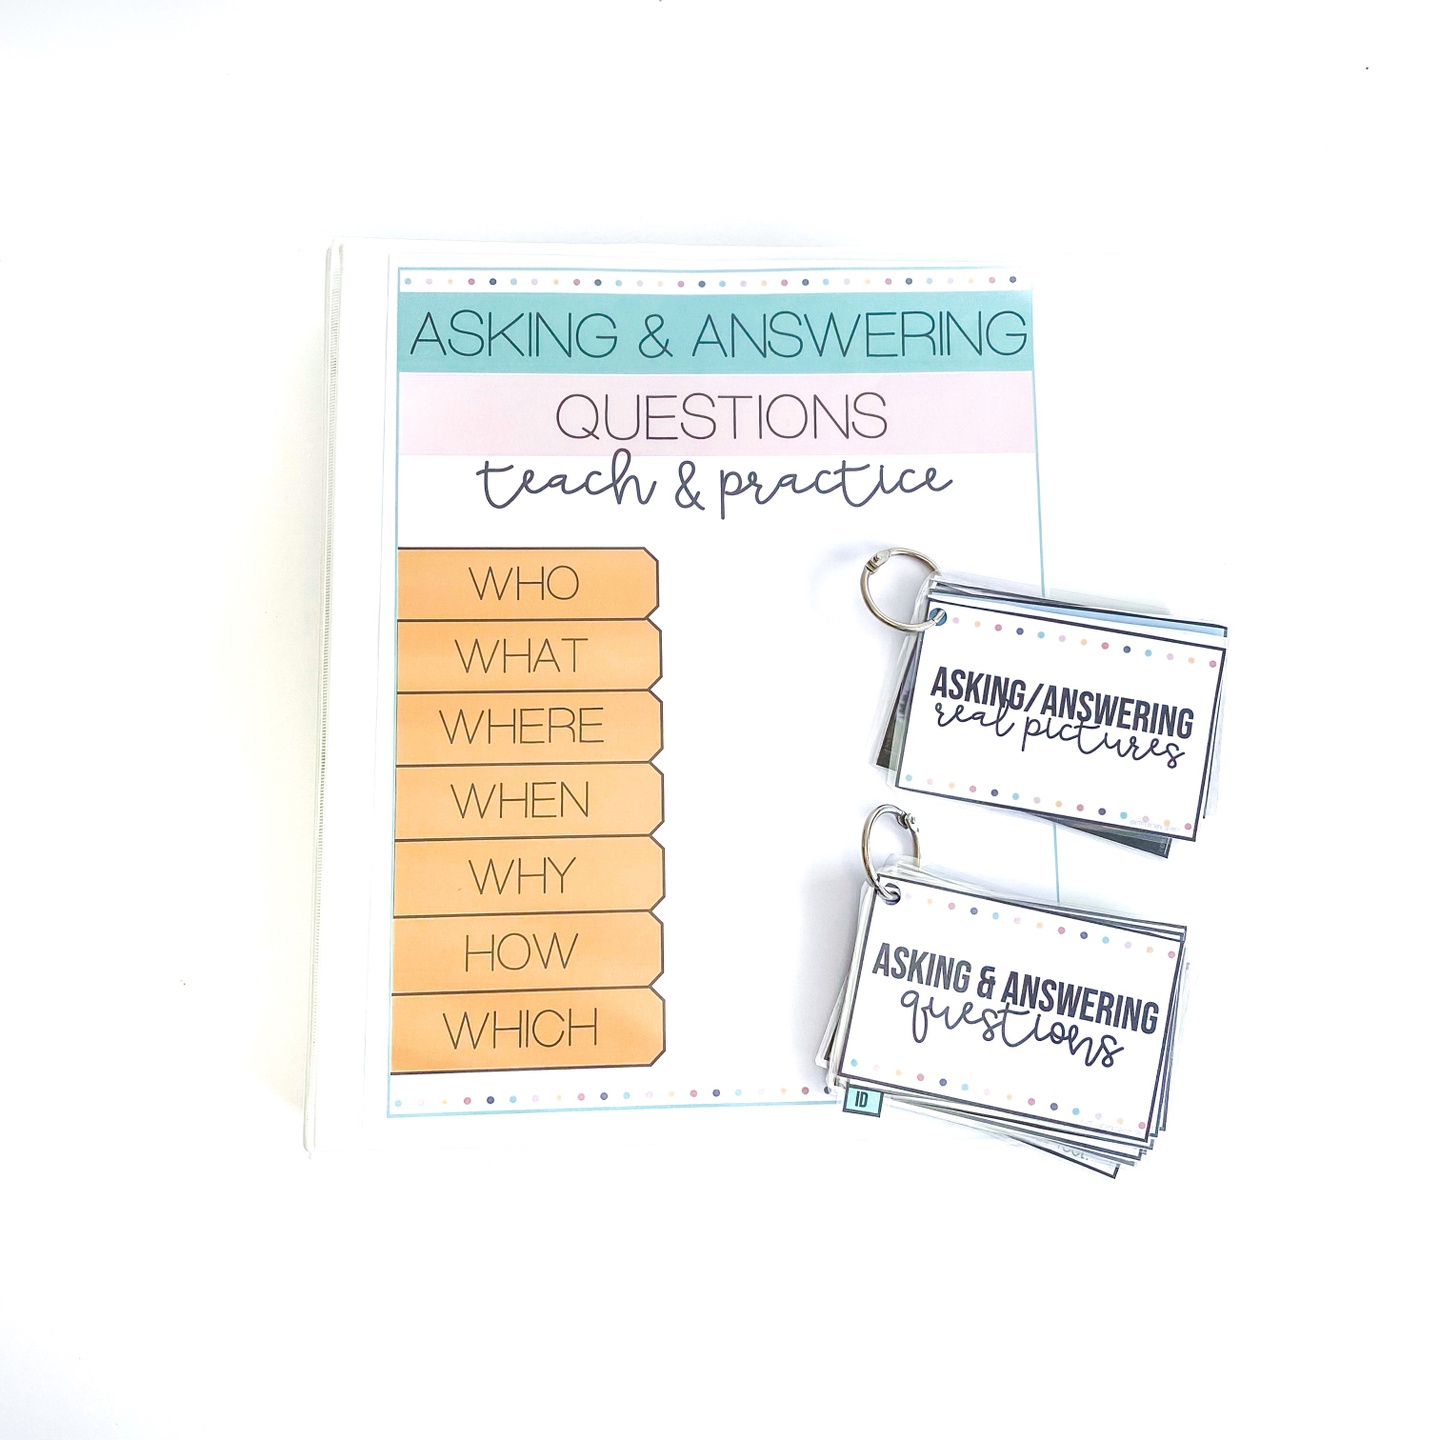 ASKING & ANSWERING
QUESTIONS
teach & practice
WHO
WHAT
WHERE
WHEN
WHY
HOW
WHICH
ASKING/ANSWERING
real pictures
ASKING & ANSWERING
questions
ID